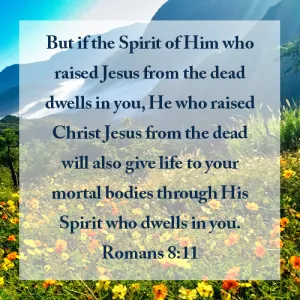 But if the Spirit of Him who
raised Jesus from the dead
dwells in you, He who raised
Christ Jesus from the dead
will also give life to your
mortal bodies through His
Spirit who dwells in you.
Romans 8:11